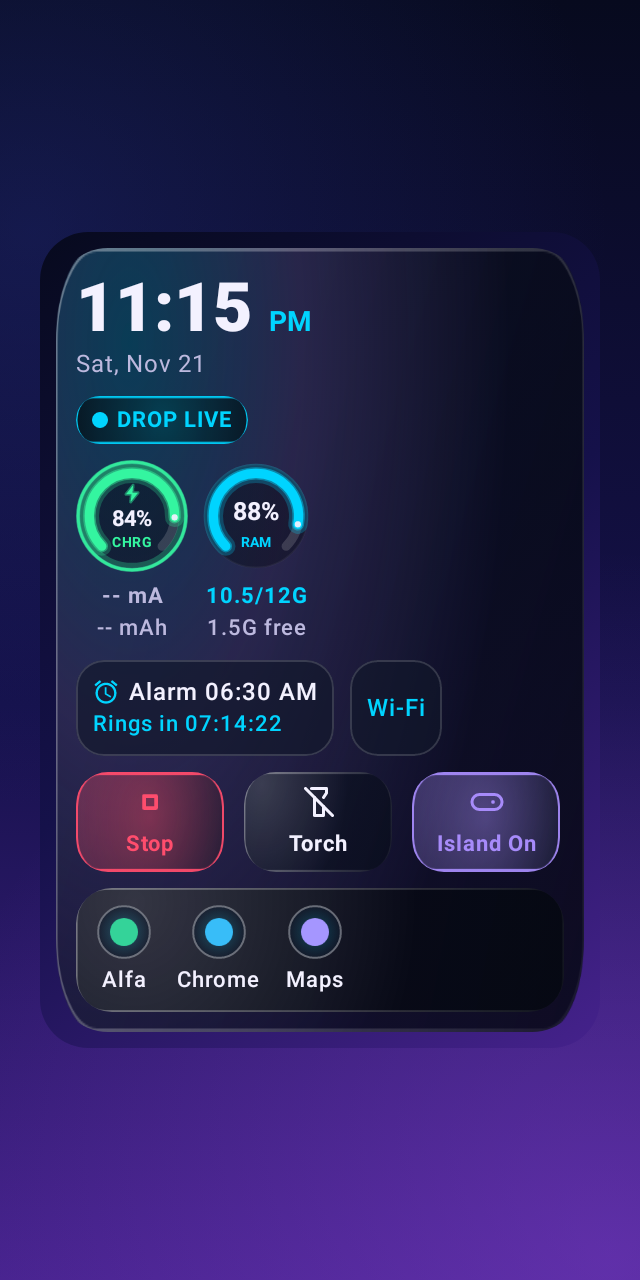 11:15 PM
Sat, Nov 21
DROP LIVE
84%
CHRG
88%
RAM
-- mA
10.5/12G
-- mAh
1.5G free
Alarm 06:30 AM
Rings in 07:14:22
Wi-Fi
Stop
Torch
Island On
Alfa
Chrome
Maps